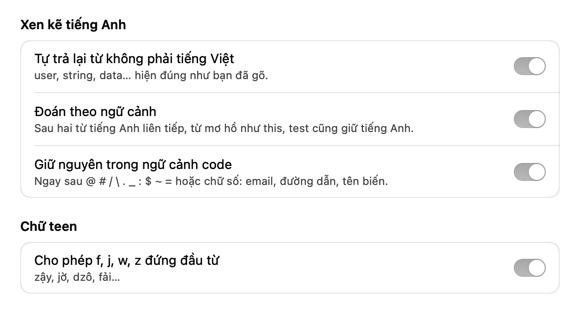 Xen kẽ tiếng Anh
Tự trả lại từ không phải tiếng Việt
user, string, data... hiện đúng như bạn đã gõ.
Đoán theo ngữ cảnh
Sau hai từ tiếng Anh liên tiếp, từ mơ hồ như this, test cũng giữ tiếng Anh.
Giữ nguyên trong ngữ cảnh code
Ngay sau @ # / \ . _ : $ ~ = hoặc chữ số: email, đường dẫn, tên biến.
Chữ teen
Cho phép f, j, w, z đứng đầu từ
zậy, jờ, dzô, fải...